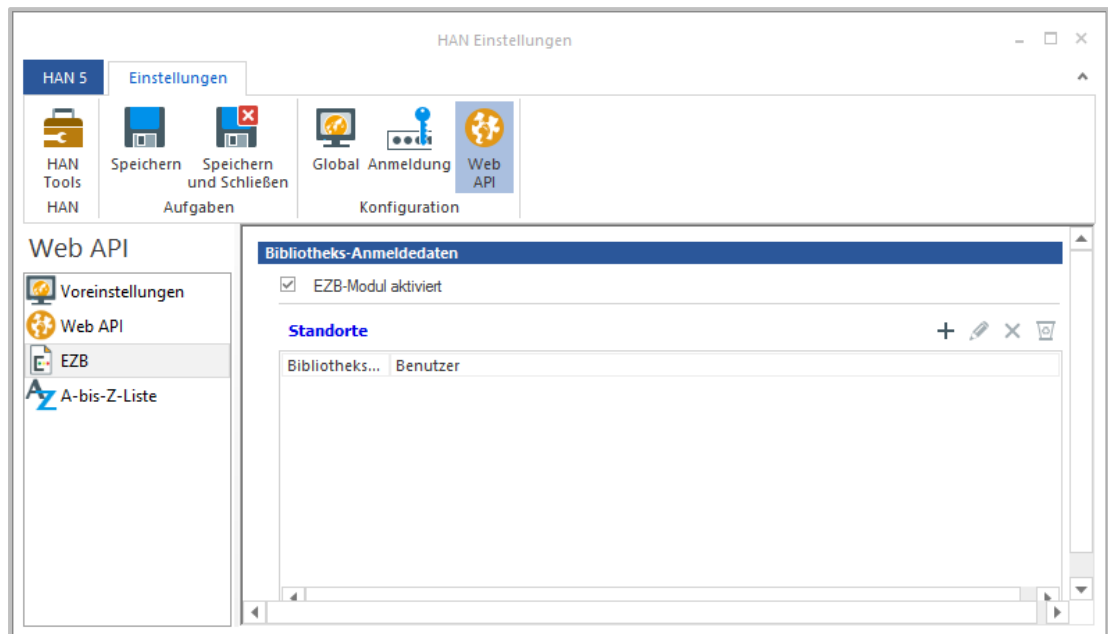 HAN Einstellungen
HAN 5 Einstellungen
HAN Tools
Speichern
Speichern und Schließen
Global
Anmeldung
Web API
HAN
Aufgaben
Konfiguration
Web API
Voreinstellungen
Web API
EZB
A-bis-Z-Liste
Bibliotheks-Anmeldedaten
EZB-Modul aktiviert
Standorte
Bibliotheks... Benutzer